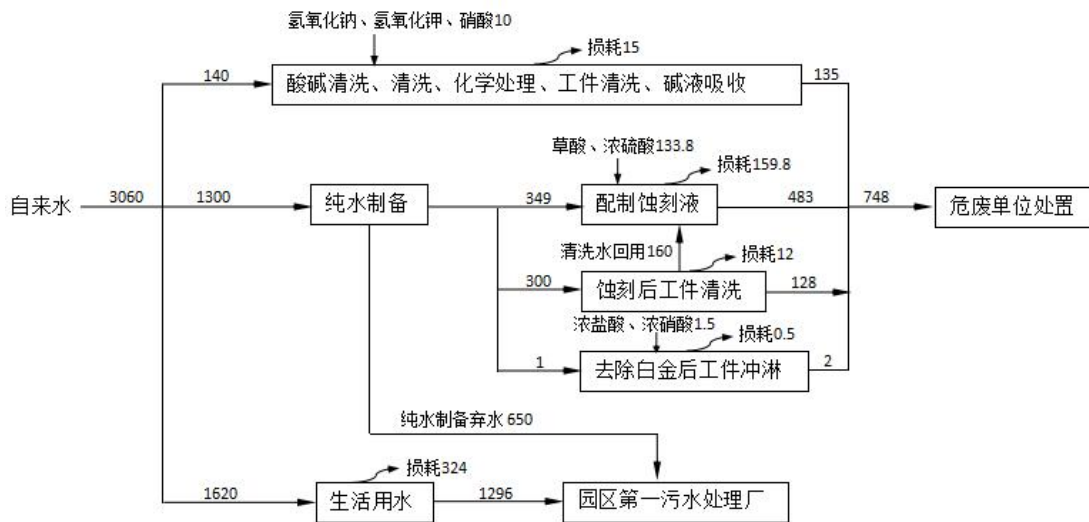 氢氧化钠、氢氧化钾、硝酸10
损耗15
140
酸碱清洗、清洗、化学处理、工件清洗、碱液吸收
135
草酸、浓硫酸133.8
损耗159.8
自来水
3060
1300
纯水制备
349
配制蚀刻液
483
748
危废单位处置
清洗水回用160
损耗12
300
蚀刻后工件清洗
128
浓盐酸、浓硝酸1.5
损耗0.5
1
去除白金后工件冲淋
2
纯水制备弃水 650
损耗324
1620
生活用水
1296
园区第一污水处理厂